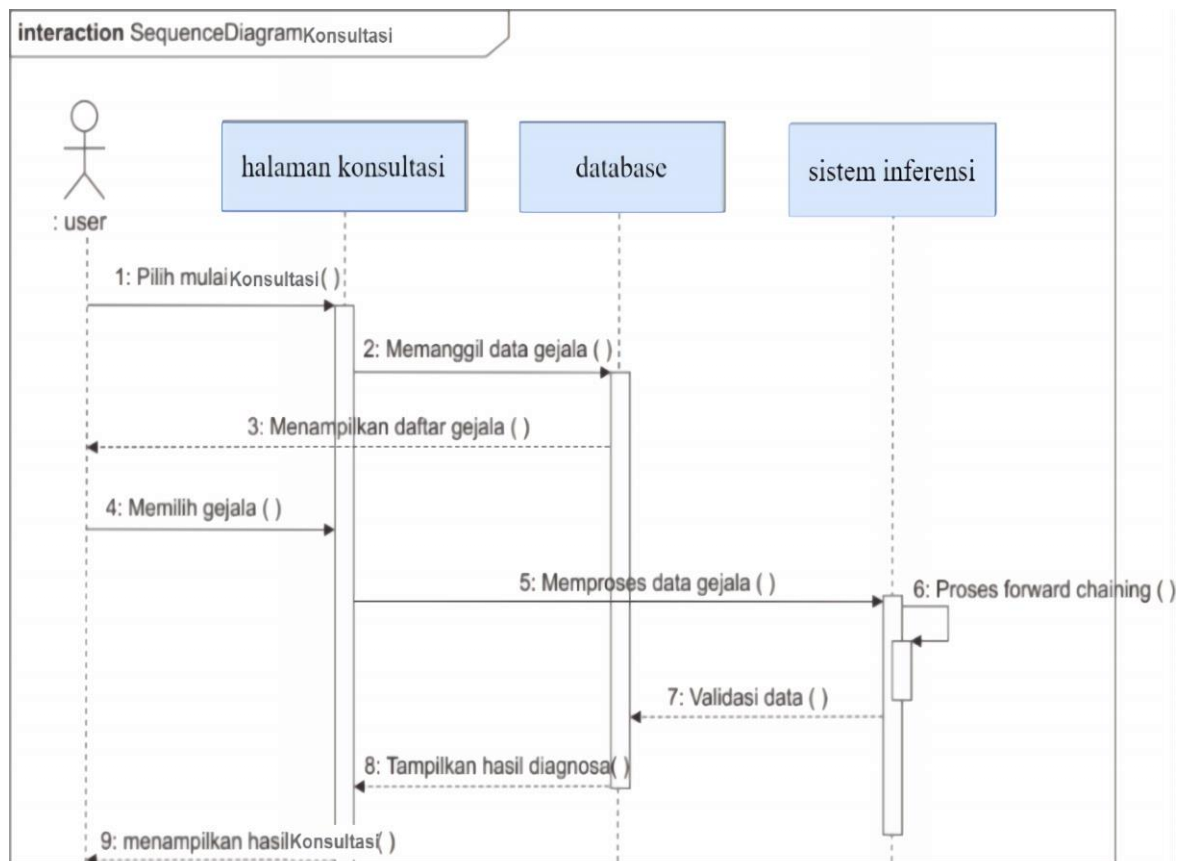 interaction SequenceDiagramKonsultasi
: user
halaman konsultasi
database
sistem inferensi
1: Pilih mulaiKonsultasi( )
2: Memanggil data gejala ( )
3: Menampilkan daftar gejala ( )
4: Memilih gejala ( )
5: Memproses data gejala ( )
6: Proses forward chaining ( )
7: Validasi data ( )
8: Tampilkan hasil diagnosa( )
9: menampilkan hasilKonsultasi( )